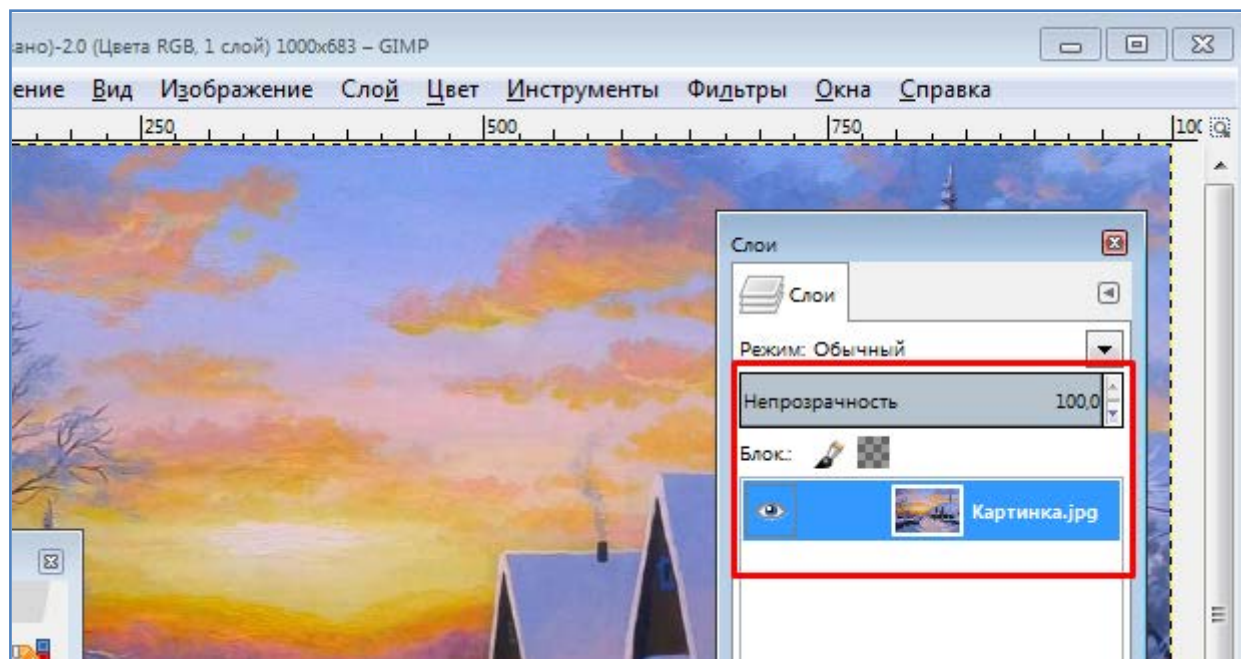 ано)-2.0 (Цвета RGB, 1 слой) 1000x683 – GIMP
ение Вид Изображение Слой Цвет Инструменты Фильтры Окна Справка
250 500 750 100
Слои
Слои
Режим: Обычный
Непрозрачность 100,0
Блок.:
Картинка.jpg